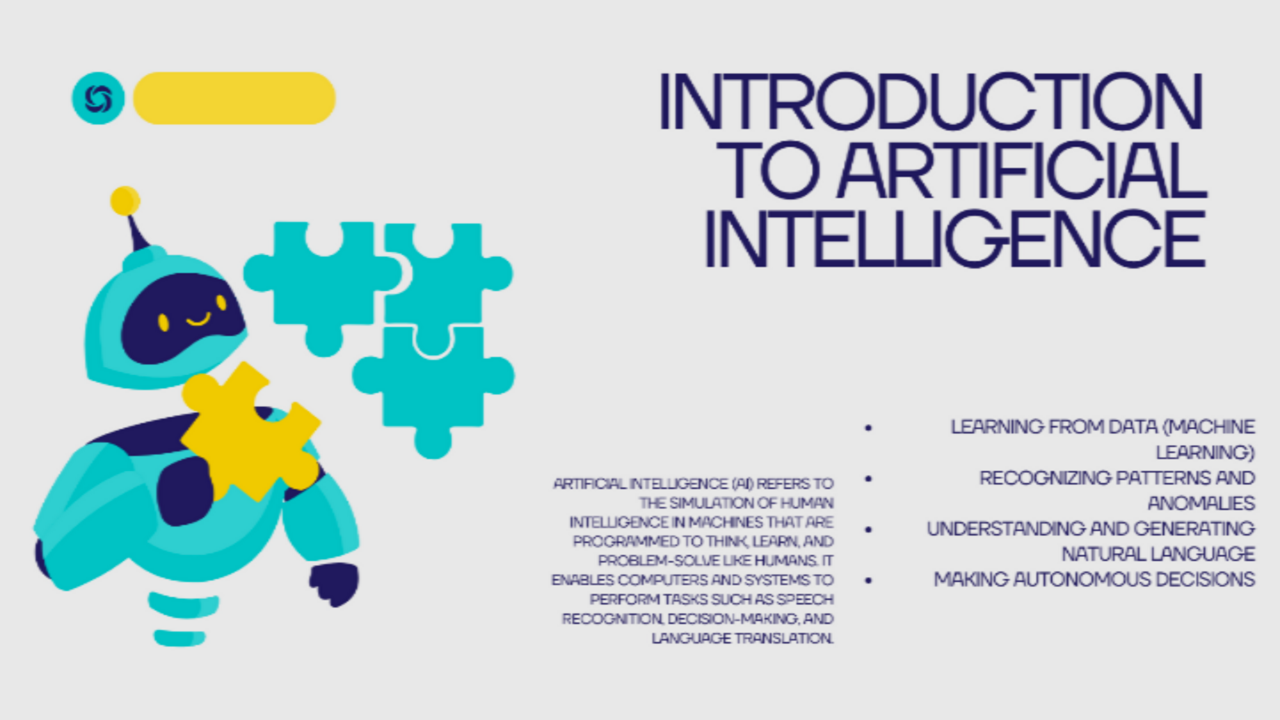 INTRODUCTION
TO ARTIFICIAL
INTELLIGENCE
ARTIFICIAL INTELLIGENCE (AI) REFERS TO
THE SIMULATION OF HUMAN
INTELLIGENCE IN MACHINES THAT ARE
PROGRAMMED TO THINK, LEARN, AND
PROBLEM-SOLVE LIKE HUMANS. IT
ENABLES COMPUTERS AND SYSTEMS TO
PERFORM TASKS SUCH AS SPEECH
RECOGNITION, DECISION-MAKING, AND
LANGUAGE TRANSLATION.
• LEARNING FROM DATA (MACHINE
LEARNING)
• RECOGNIZING PATTERNS AND
ANOMALIES
• UNDERSTANDING AND GENERATING
NATURAL LANGUAGE
• MAKING AUTONOMOUS DECISIONS